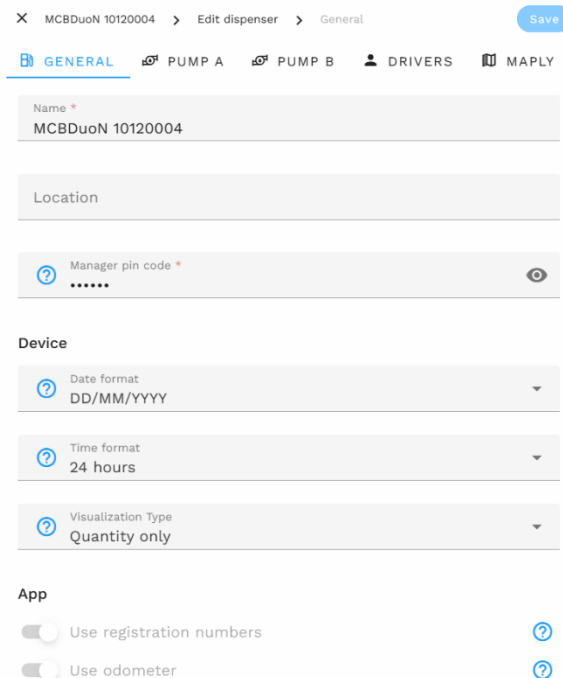 MCBDuoN 10120004 > Edit dispenser > General Save
GENERAL PUMP A PUMP B DRIVERS MAPLY
Name *
MCBDuoN 10120004
Location
Manager pin code *
••••••
Device
Date format
DD/MM/YYYY
Time format
24 hours
Visualization Type
Quantity only
App
Use registration numbers
Use odometer